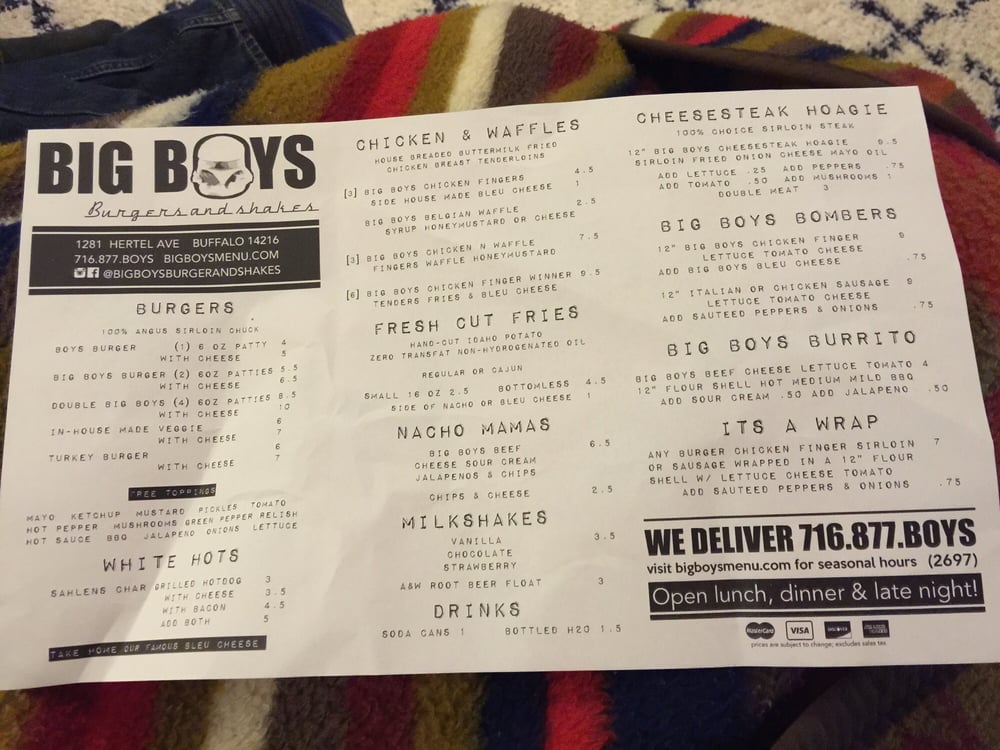 BIG BOYS
Burgers and shakes
1281 HERTEL AVE BUFFALO 14216
716.877.BOYS BIGBOYSMENU.COM
@BIGBOYSBURGERANDSHAKES
BURGERS
100% ANGUS SIRLOIN CHUCK
BOYS BURGER (1) 6 OZ PATTY 4
WITH CHEESE 5
BIG BOYS BURGER (2) 6OZ PATTIES 5.5
WITH CHEESE 6.5
DOUBLE BIG BOYS (4) 6OZ PATTIES 8.5
WITH CHEESE 10
IN-HOUSE MADE VEGGIE 6
WITH CHEESE 7
TURKEY BURGER 6
WITH CHEESE 7
FREE TOPPINGS
MAYO KETCHUP MUSTARD PICKLES TOMATO
HOT PEPPER MUSHROOMS GREEN PEPPER RELISH
HOT SAUCE BBQ JALAPENO ONIONS LETTUCE
WHITE HOTS
SAHLENS CHAR GRILLED HOTDOG 3
WITH CHEESE 3.5
WITH BACON 4.5
ADD BOTH 5
TAKE HOME OUR FAMOUS BLEU CHEESE
CHICKEN & WAFFLES
HOUSE BREADED BUTTERMILK FRIED
CHICKEN BREAST TENDERLOINS
[3] BIG BOYS CHICKEN FINGERS 4.5
SIDE HOUSE MADE BLEU CHEESE 1
BIG BOYS BELGIAN WAFFLE 2.5
SYRUP HONEYMUSTARD OR CHEESE
[3] BIG BOYS CHICKEN N WAFFLE 7.5
FINGERS WAFFLE HONEYMUSTARD
[6] BIG BOYS CHICKEN FINGER WINNER 9.5
TENDERS FRIES & BLEU CHEESE
FRESH CUT FRIES
HAND-CUT IDAHO POTATO
ZERO TRANSFAT NON-HYDROGENATED OIL
REGULAR OR CAJUN
SMALL 16 OZ 2.5 BOTTOMLESS 4.5
SIDE OF NACHO OR BLEU CHEESE 1
NACHO MAMAS
BIG BOYS BEEF 6.5
CHEESE SOUR CREAM
JALAPENOS & CHIPS
CHIPS & CHEESE 2.5
MILKSHAKES
VANILLA 3.5
CHOCOLATE
STRAWBERRY
A&W ROOT BEER FLOAT 3
DRINKS
SODA CANS 1 BOTTLED H2O 1.5
CHEESESTEAK HOAGIE
100% CHOICE SIRLOIN STEAK
12" BIG BOYS CHEESESTEAK HOAGIE 9.5
SIRLOIN FRIED ONION CHEESE MAYO OIL
ADD LETTUCE .25 ADD PEPPERS .75
ADD TOMATO .50 ADD MUSHROOMS 1
DOUBLE MEAT 3
BIG BOYS BOMBERS
12" BIG BOYS CHICKEN FINGER 9
LETTUCE TOMATO CHEESE
ADD BIG BOYS BLEU CHEESE .75
12" ITALIAN OR CHICKEN SAUSAGE 9
LETTUCE TOMATO CHEESE
ADD SAUTEED PEPPERS & ONIONS .75
BIG BOYS BURRITO
BIG BOYS BEEF CHEESE LETTUCE TOMATO 4
12" FLOUR SHELL HOT MEDIUM MILD BBQ
ADD SOUR CREAM .50 ADD JALAPENO .50
ITS A WRAP
ANY BURGER CHICKEN FINGER SIRLOIN 7
OR SAUSAGE WRAPPED IN A 12" FLOUR
SHELL W/ LETTUCE CHEESE TOMATO
ADD SAUTEED PEPPERS & ONIONS .75
WE DELIVER 716.877.BOYS
visit bigboysmenu.com for seasonal hours (2697)
Open lunch, dinner & late night!
MasterCard VISA DISCOVER
prices are subject to change; excludes sales tax